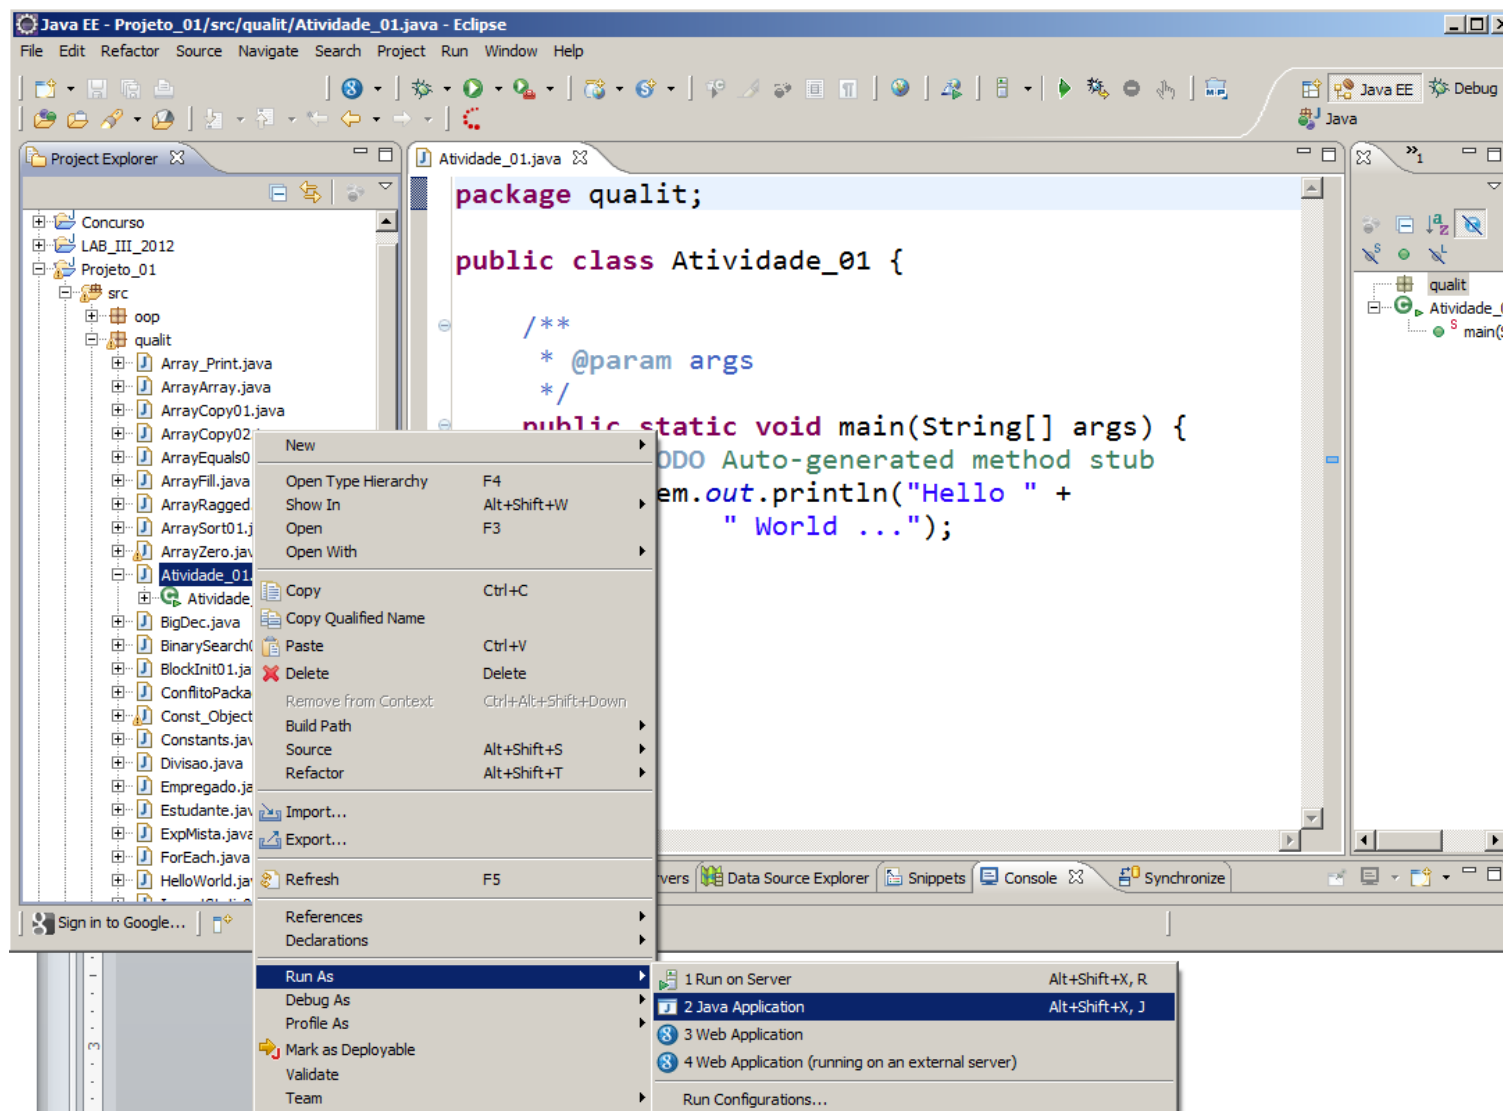 Java EE - Projeto_01/src/qualit/Atividade_01.java - Eclipse
File Edit Refactor Source Navigate Search Project Run Window Help
Java EE Debug
Java
Project Explorer
Concurso
LAB_III_2012
Projeto_01
src
oop
qualit
Array_Print.java
ArrayArray.java
ArrayCopy01.java
ArrayCopy02
ArrayEquals0
ArrayFill.java
ArrayRagged
ArraySort01.j
ArrayZero.jav
Atividade_01.
Atividade_
BigDec.java
BinarySearch
BlockInit01.ja
ConflitoPacka
Const_Object
Constants.jav
Divisao.java
Empregado.ja
Estudante.jav
ExpMista.java
ForEach.java
HelloWorld.jav
Sign in to Google...
Atividade_01.java
package qualit;
public class Atividade_01 {
/**
* @param args
*/
public static void main(String[] args) {
ODO Auto-generated method stub
em.out.println("Hello " +
" World ...");
1
qualit
Atividade_0
S main(S
New
Open Type Hierarchy F4
Show In Alt+Shift+W
Open F3
Open With
Copy Ctrl+C
Copy Qualified Name
Paste Ctrl+V
Delete Delete
Remove from Context Ctrl+Alt+Shift+Down
Build Path
Source Alt+Shift+S
Refactor Alt+Shift+T
Import...
Export...
Refresh F5
References
Declarations
Run As
Debug As
Profile As
Mark as Deployable
Validate
Team
vers Data Source Explorer Snippets Console Synchronize
1 Run on Server Alt+Shift+X, R
2 Java Application Alt+Shift+X, J
3 Web Application
4 Web Application (running on an external server)
Run Configurations...
3